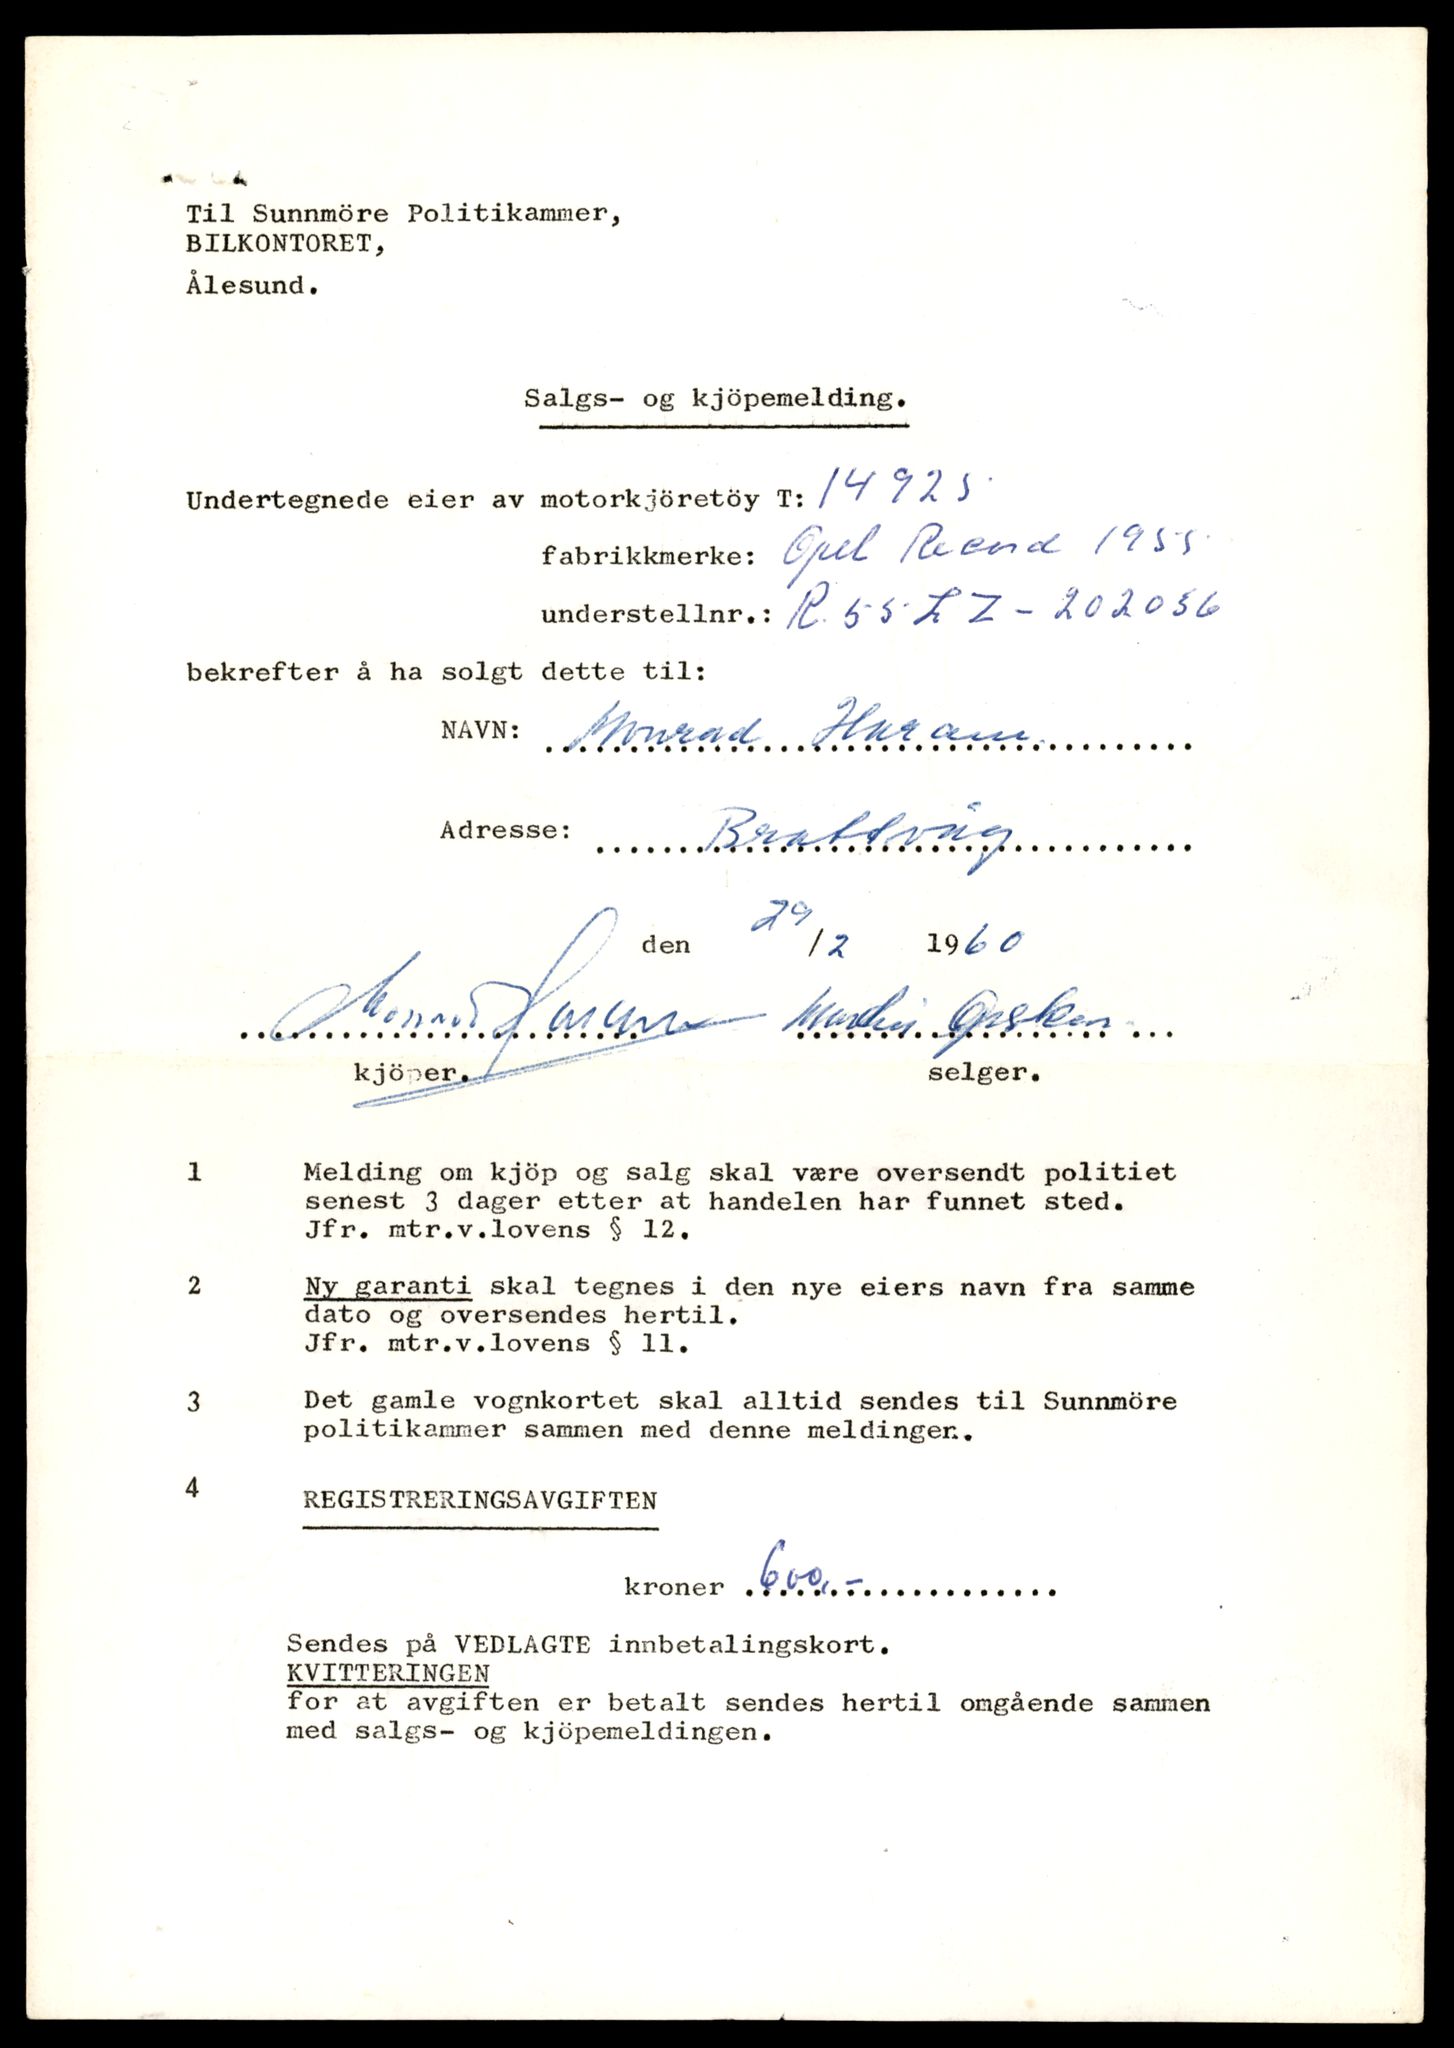 Til Sunnmöre Politikammer,
BILKONTORET,
Ålesund.
Salgs- og kjöpemelding.
Undertegnede eier av motorkjöretöy T: 14925
fabrikkmerke: Opel Record 1955
understellnr.: R. 55 L Z - 202056
bekrefter å ha solgt dette til:
NAVN: Monrad Haram
Adresse: Brattvåg
den 29/2 1960
Monrad Haram Martin
kjöper. selger.
1 Melding om kjöp og salg skal være oversendt politiet
senest 3 dager etter at handelen har funnet sted.
Jfr. mtr.v.lovens § 12.
2 Ny garanti skal tegnes i den nye eiers navn fra samme
dato og oversendes hertil.
Jfr. mtr.v.lovens § 11.
3 Det gamle vognkortet skal alltid sendes til Sunnmöre
politikammer sammen med denne meldingen.
4 REGISTRERINGSAVGIFTEN
kroner 600,-
Sendes på VEDLAGTE innbetalingskort.
KVITTERINGEN
for at avgiften er betalt sendes hertil omgående sammen
med salgs- og kjöpemeldingen.